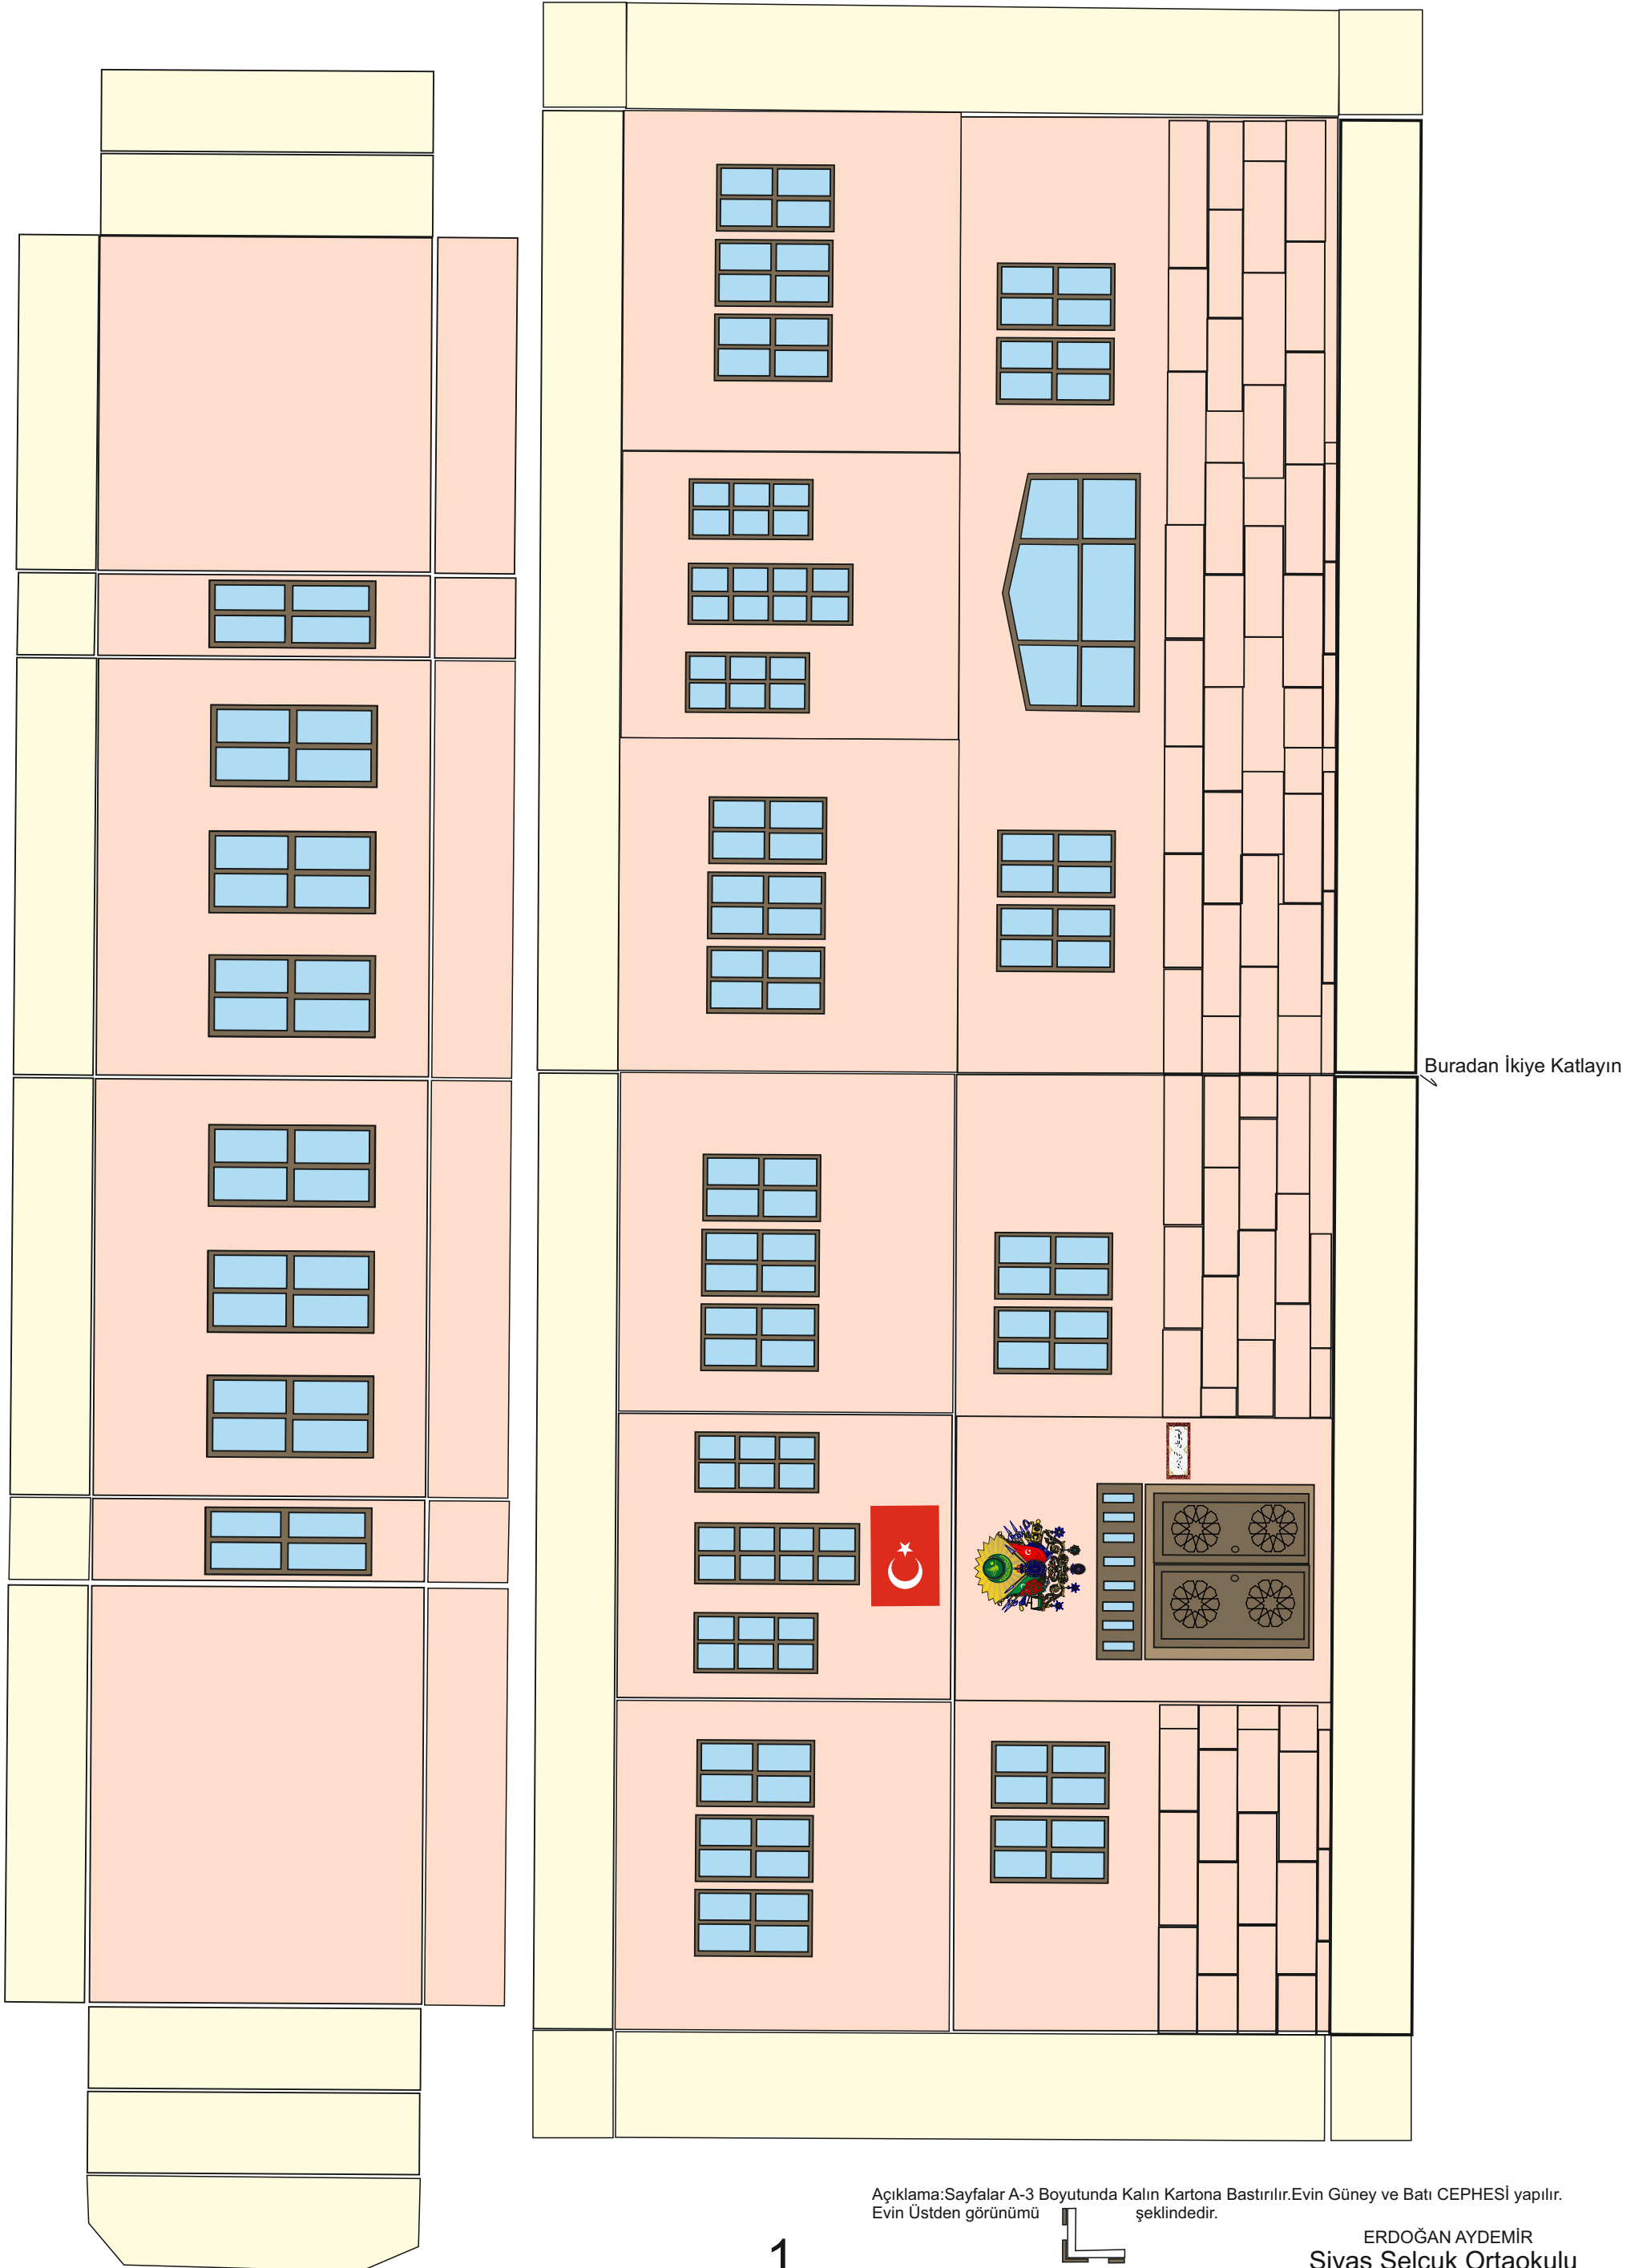 Buradan İkiye Katlayın
Açıklama:Sayfalar A-3 Boyutunda Kalın Kartona Bastırılır.Evin Güney ve Batı CEPHESİ yapılır.
Evin Üstden görünümü şeklindedir.
1
ERDOĞAN AYDEMİR
Sivas Selçuk Ortaokulu